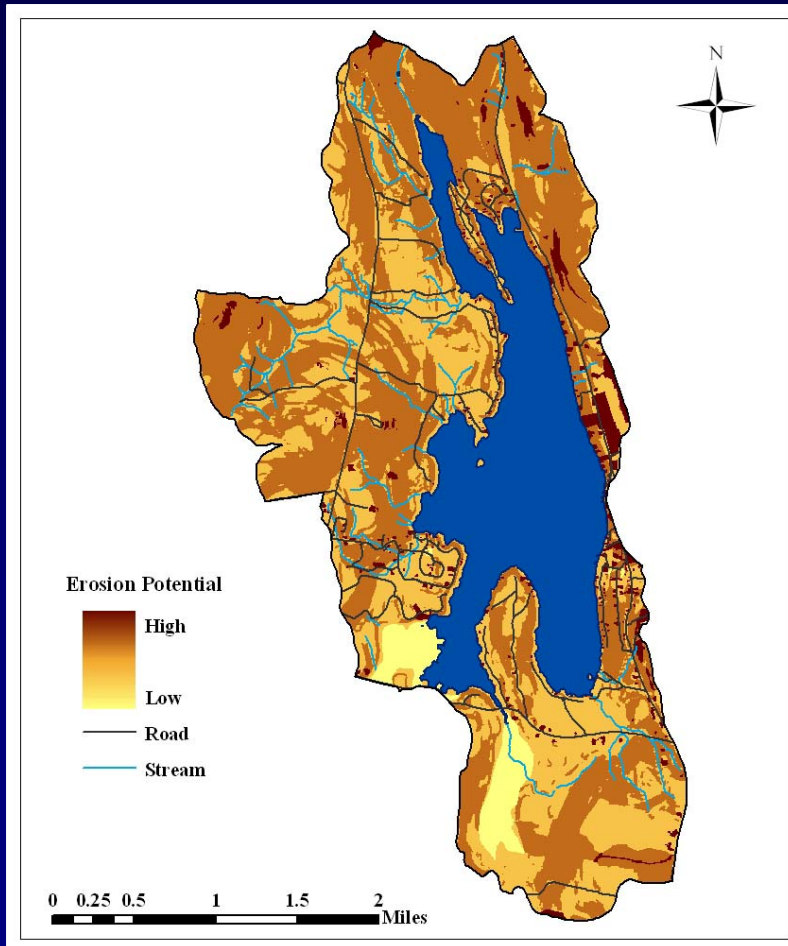 N
Erosion Potential
High
Low
Road
Stream
0 0.25 0.5 1 1.5 2
Miles